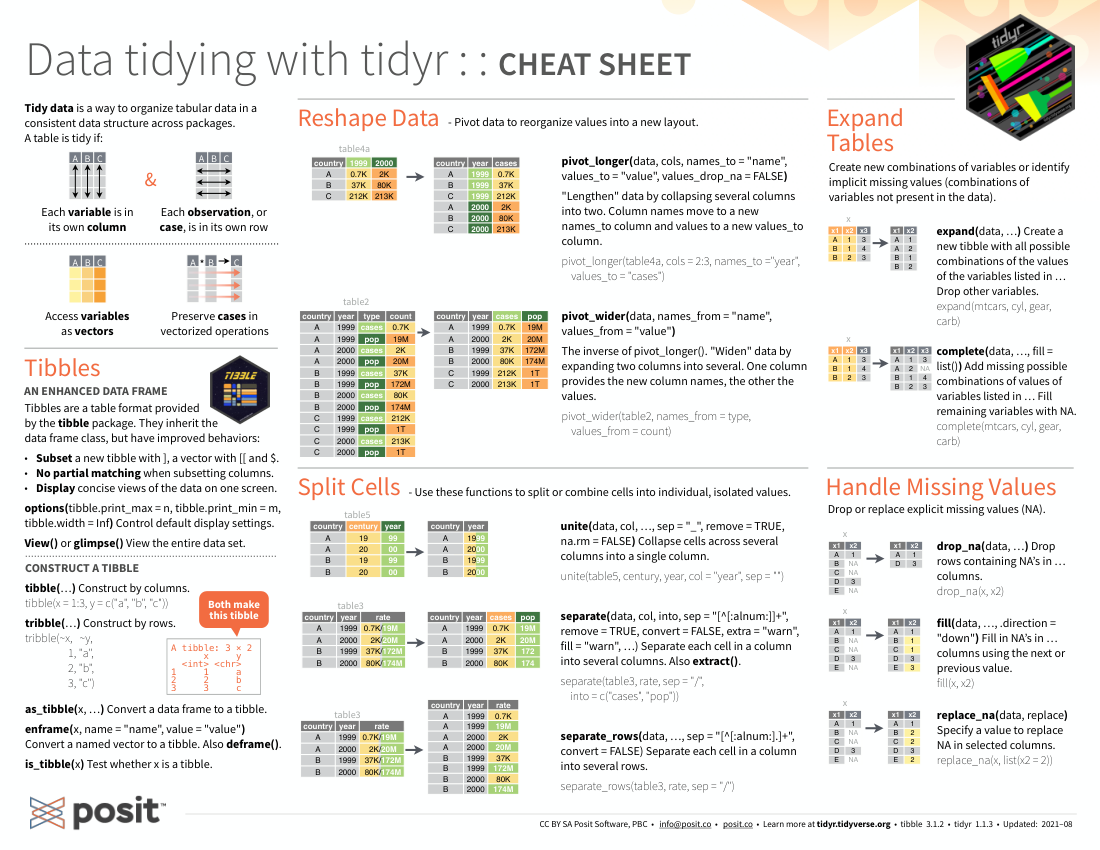 Data tidying with tidyr : : CHEAT SHEET
tidyr
Tidy data is a way to organize tabular data in a
consistent data structure across packages.
A table is tidy if:
A B C
&
A B C
Each variable is in
its own column
Each observation, or
case, is in its own row
A B C
A * B → C
Access variables
as vectors
Preserve cases in
vectorized operations
Tibbles
TIBBLE
AN ENHANCED DATA FRAME
Tibbles are a table format provided
by the tibble package. They inherit the
data frame class, but have improved behaviors:
• Subset a new tibble with ], a vector with [[ and $.
• No partial matching when subsetting columns.
• Display concise views of the data on one screen.
options(tibble.print_max = n, tibble.print_min = m,
tibble.width = Inf) Control default display settings.
View() or glimpse() View the entire data set.
CONSTRUCT A TIBBLE
tibble(…) Construct by columns.
tibble(x = 1:3, y = c("a", "b", "c"))
tribble(…) Construct by rows.
tribble(~x, ~y,
1, "a",
2, "b",
3, "c")
Both make
this tibble
A tibble: 3 × 2
x y
<int> <chr>
1 1 a
2 2 b
3 3 c
as_tibble(x, …) Convert a data frame to a tibble.
enframe(x, name = "name", value = "value")
Convert a named vector to a tibble. Also deframe().
is_tibble(x) Test whether x is a tibble.
Reshape Data - Pivot data to reorganize values into a new layout.
table4a
country 1999 2000
A 0.7K 2K
B 37K 80K
C 212K 213K
country year cases
A 1999 0.7K
B 1999 37K
C 1999 212K
A 2000 2K
B 2000 80K
C 2000 213K
pivot_longer(data, cols, names_to = "name",
values_to = "value", values_drop_na = FALSE)
"Lengthen" data by collapsing several columns
into two. Column names move to a new
names_to column and values to a new values_to
column.
pivot_longer(table4a, cols = 2:3, names_to ="year",
values_to = "cases")
table2
country year type count
A 1999 cases 0.7K
A 1999 pop 19M
A 2000 cases 2K
A 2000 pop 20M
B 1999 cases 37K
B 1999 pop 172M
B 2000 cases 80K
B 2000 pop 174M
C 1999 cases 212K
C 1999 pop 1T
C 2000 cases 213K
C 2000 pop 1T
country year cases pop
A 1999 0.7K 19M
A 2000 2K 20M
B 1999 37K 172M
B 2000 80K 174M
C 1999 212K 1T
C 2000 213K 1T
pivot_wider(data, names_from = "name",
values_from = "value")
The inverse of pivot_longer(). "Widen" data by
expanding two columns into several. One column
provides the new column names, the other the
values.
pivot_wider(table2, names_from = type,
values_from = count)
Split Cells - Use these functions to split or combine cells into individual, isolated values.
table5
country century year
A 19 99
A 20 00
B 19 99
B 20 00
country year
A 1999
A 2000
B 1999
B 2000
unite(data, col, …, sep = "_", remove = TRUE,
na.rm = FALSE) Collapse cells across several
columns into a single column.
unite(table5, century, year, col = "year", sep = "")
table3
country year rate
A 1999 0.7K/19M
A 2000 2K/20M
B 1999 37K/172M
B 2000 80K/174M
country year cases pop
A 1999 0.7K 19M
A 2000 2K 20M
B 1999 37K 172
B 2000 80K 174
separate(data, col, into, sep = "[^[:alnum:]]+",
remove = TRUE, convert = FALSE, extra = "warn",
fill = "warn", …) Separate each cell in a column
into several columns. Also extract().
separate(table3, rate, sep = "/",
into = c("cases", "pop"))
table3
country year rate
A 1999 0.7K/19M
A 2000 2K/20M
B 1999 37K/172M
B 2000 80K/174M
country year rate
A 1999 0.7K
A 1999 19M
A 2000 2K
A 2000 20M
B 1999 37K
B 1999 172M
B 2000 80K
B 2000 174M
separate_rows(data, …, sep = "[^[:alnum:].]+",
convert = FALSE) Separate each cell in a column
into several rows.
separate_rows(table3, rate, sep = "/")
Expand
Tables
Create new combinations of variables or identify
implicit missing values (combinations of
variables not present in the data).
x
x1 x2 x3
A 1 3
B 1 4
B 2 3
x1 x2
A 1
A 2
B 1
B 2
expand(data, …) Create a
new tibble with all possible
combinations of the values
of the variables listed in …
Drop other variables.
expand(mtcars, cyl, gear,
carb)
x
x1 x2 x3
A 1 3
B 1 4
B 2 3
x1 x2 x3
A 1 3
A 2 NA
B 1 4
B 2 3
complete(data, …, fill =
list()) Add missing possible
combinations of values of
variables listed in … Fill
remaining variables with NA.
complete(mtcars, cyl, gear,
carb)
Handle Missing Values
Drop or replace explicit missing values (NA).
x
x1 x2
A 1
B NA
C NA
D 3
E NA
x1 x2
A 1
D 3
drop_na(data, …) Drop
rows containing NA's in …
columns.
drop_na(x, x2)
x
x1 x2
A 1
B NA
C NA
D 3
E NA
x1 x2
A 1
B 1
C 1
D 3
E 3
fill(data, …, .direction =
"down") Fill in NA's in …
columns using the next or
previous value.
fill(x, x2)
x
x1 x2
A 1
B NA
C NA
D 3
E NA
x1 x2
A 1
B 2
C 2
D 3
E 2
replace_na(data, replace)
Specify a value to replace
NA in selected columns.
replace_na(x, list(x2 = 2))
posit™
CC BY SA Posit Software, PBC • info@posit.co • posit.co • Learn more at tidyr.tidyverse.org • tibble 3.1.2 • tidyr 1.1.3 • Updated: 2021–08